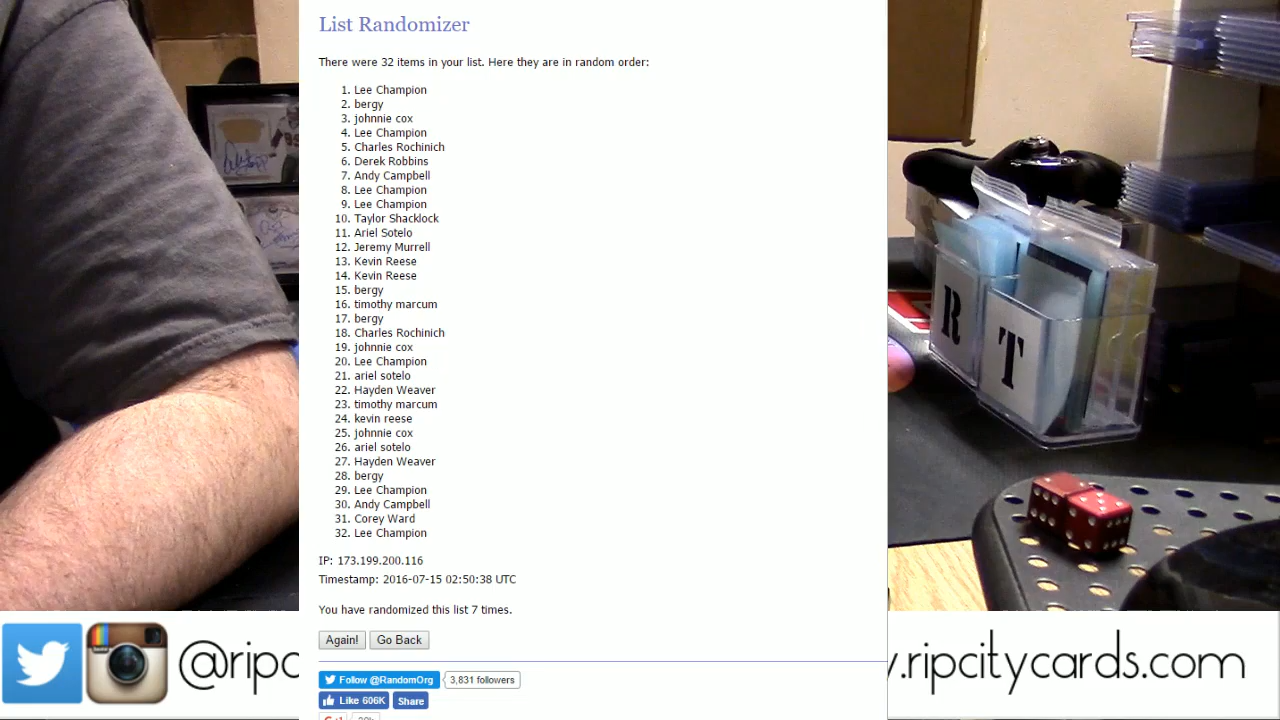 List Randomizer
There were 32 items in your list. Here they are in random order:
1. Lee Champion
2. bergy
3. johnnie cox
4. Lee Champion
5. Charles Rochinich
6. Derek Robbins
7. Andy Campbell
8. Lee Champion
9. Lee Champion
10. Taylor Shacklock
11. Ariel Sotelo
12. Jeremy Murrell
13. Kevin Reese
14. Kevin Reese
15. bergy
16. timothy marcum
17. bergy
18. Charles Rochinich
19. johnnie cox
20. Lee Champion
21. ariel sotelo
22. Hayden Weaver
23. timothy marcum
24. kevin reese
25. johnnie cox
26. ariel sotelo
27. Hayden Weaver
28. bergy
29. Lee Champion
30. Andy Campbell
31. Corey Ward
32. Lee Champion
IP: 173.199.200.116
Timestamp: 2016-07-15 02:50:38 UTC
You have randomized this list 7 times.
Again! Go Back
Follow @RandomOrg 3,831 followers
Like 606K Share
R T
@ripc
.ripcitycards.com